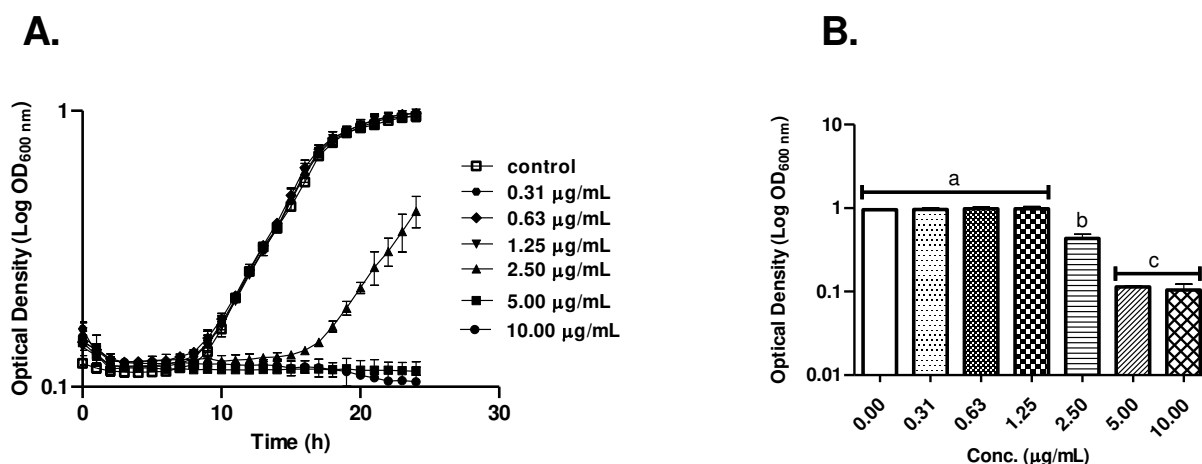 A.
Optical Density (Log OD600 nm)
1
0.1
0
10
20
30
Time (h)
control
0.31 µg/mL
0.63 µg/mL
1.25 µg/mL
2.50 µg/mL
5.00 µg/mL
10.00 µg/mL
B.
Optical Density (Log OD600 nm)
10
1
0.1
0.01
a
b
c
0.00
0.31
0.63
1.25
2.50
5.00
10.00
Conc. (µg/mL)